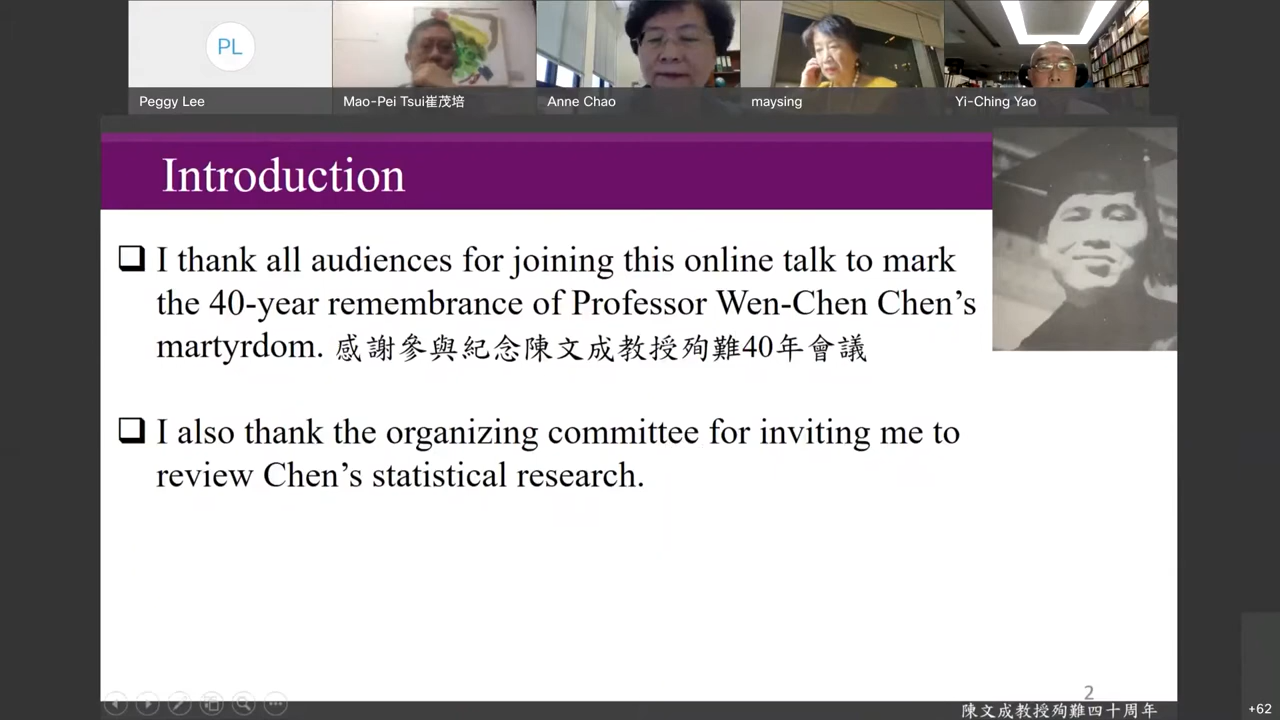 PL
Peggy Lee
Mao-Pei Tsui崔茂培
Anne Chao
maysing
Yi-Ching Yao
Introduction
I thank all audiences for joining this online talk to mark
the 40-year remembrance of Professor Wen-Chen Chen’s
martyrdom. 感謝參與紀念陳文成教授殉難40年會議
I also thank the organizing committee for inviting me to
review Chen’s statistical research.
2
陳文成教授殉難四十周年
+62